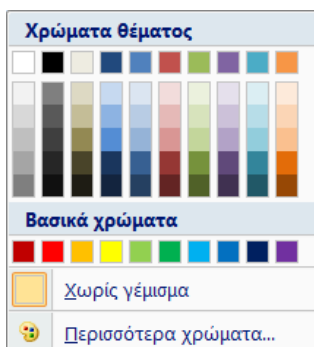 Χρώματα θέματος
Βασικά χρώματα
Χωρίς γέμισμα
Περισσότερα χρώματα...